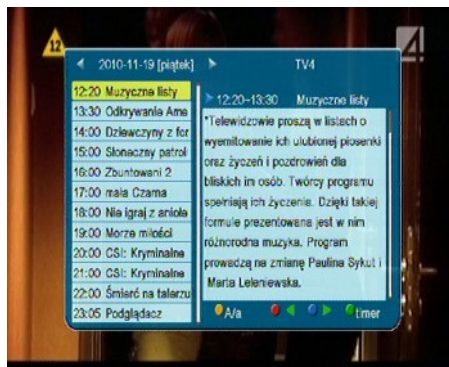 12
4
2010-11-19 [piątek]
TV4
12:20 Muzyczne listy
13:30 Odkrywanie Ame
14:00 Dziewczyny z for
15:00 Słoneczny patrol
16:00 Zbuntowani 2
17:00 mała Czarna
18:00 Nie igraj z aniołe
19:00 Morze miłości
20:00 CSI: Kryminalne
21:00 CSI: Kryminalne
22:00 Śmierć na talerzu
23:05 Podglądacz
12:20-13:30 Muzyczne listy
"Telewidzowie proszą w listach o
wyemitowanie ich ulubionej piosenki
oraz życzeń i pozdrowień dla
bliskich im osób. Twórcy programu
spełniają ich życzenia. Dzięki takiej
formule prezentowana jest w nim
różnorodna muzyka. Program
prowadzą na zmianę Paulina Sykut i
Marta Leleniewska.
A/a
timer